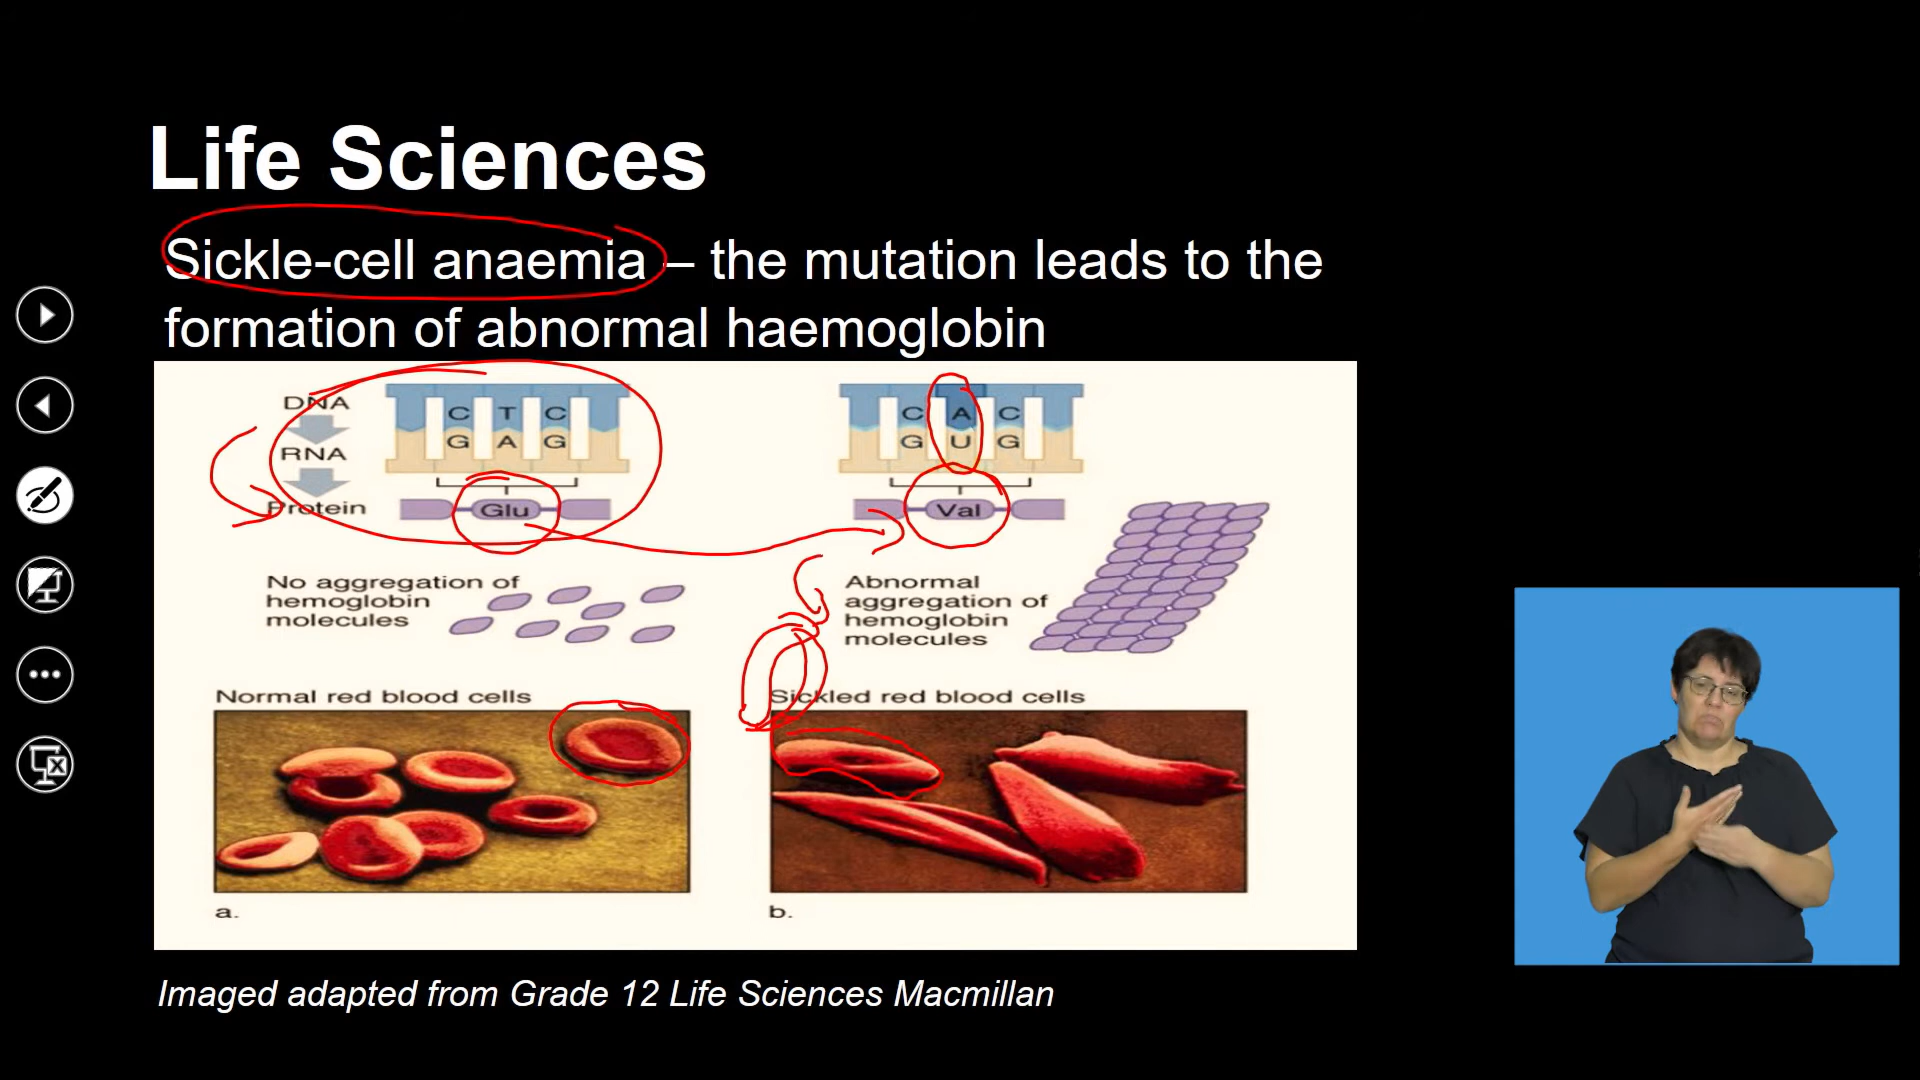 Life Sciences
Sickle-cell anaemia – the mutation leads to the
formation of abnormal haemoglobin
DNA
RNA
Protein
C T C
G A G
Glu
C A C
G U G
Val
No aggregation of
hemoglobin
molecules
Abnormal
aggregation of
hemoglobin
molecules
Normal red blood cells
Sickled red blood cells
a.
b.
Imaged adapted from Grade 12 Life Sciences Macmillan